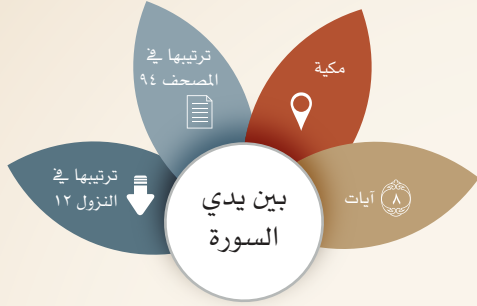 مكية
ترتيبها في
المصحف ٩٤
ترتيبها في
النزول ١٢
٨ آيات
بين يدي
السورة